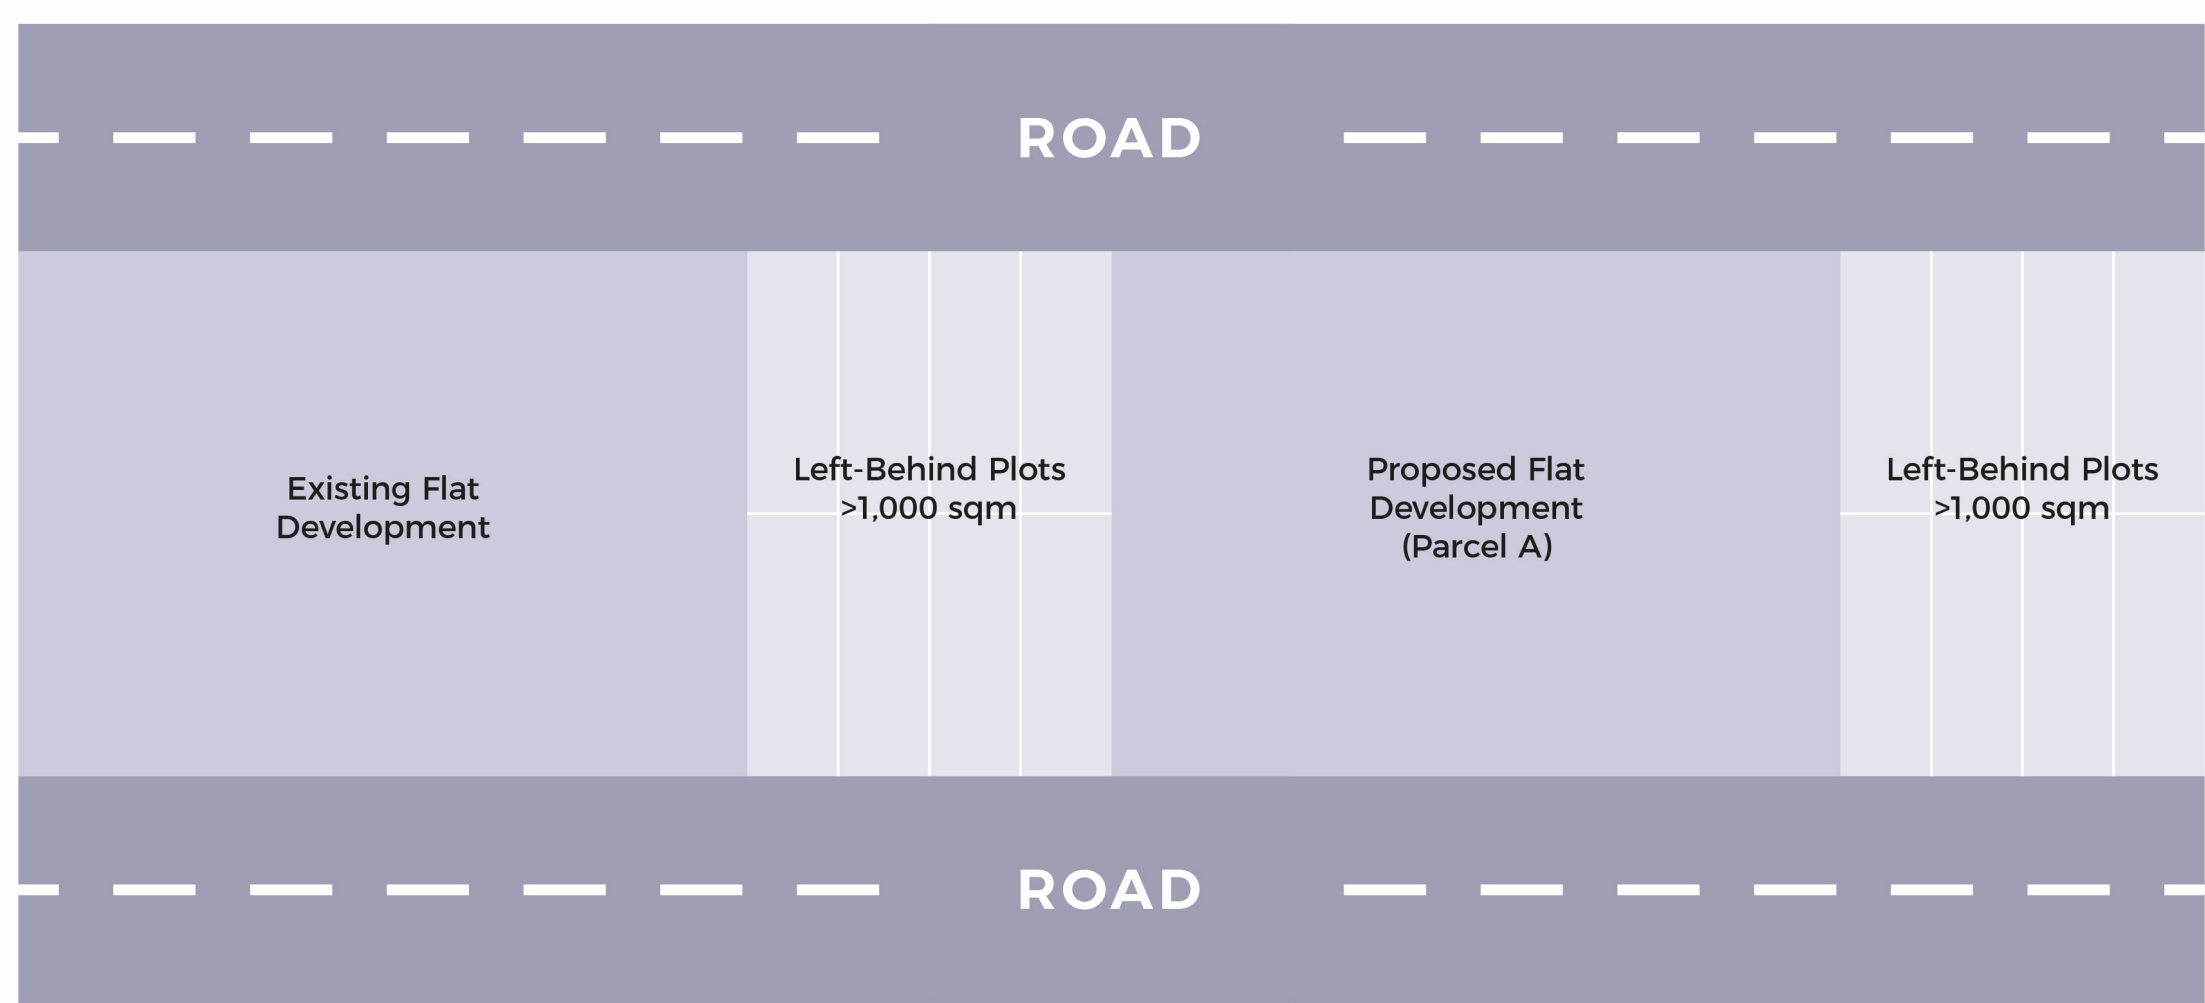 ROAD
Existing Flat
Development
Left-Behind Plots
>1,000 sqm
Proposed Flat
Development
(Parcel A)
Left-Behind Plots
>1,000 sqm
ROAD